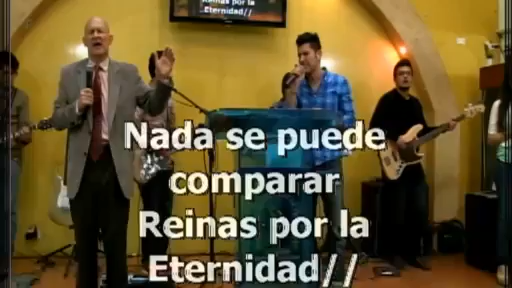 Reinas por la
Eternidad//
Nada se puede
comparar
Reinas por la
Eternidad//